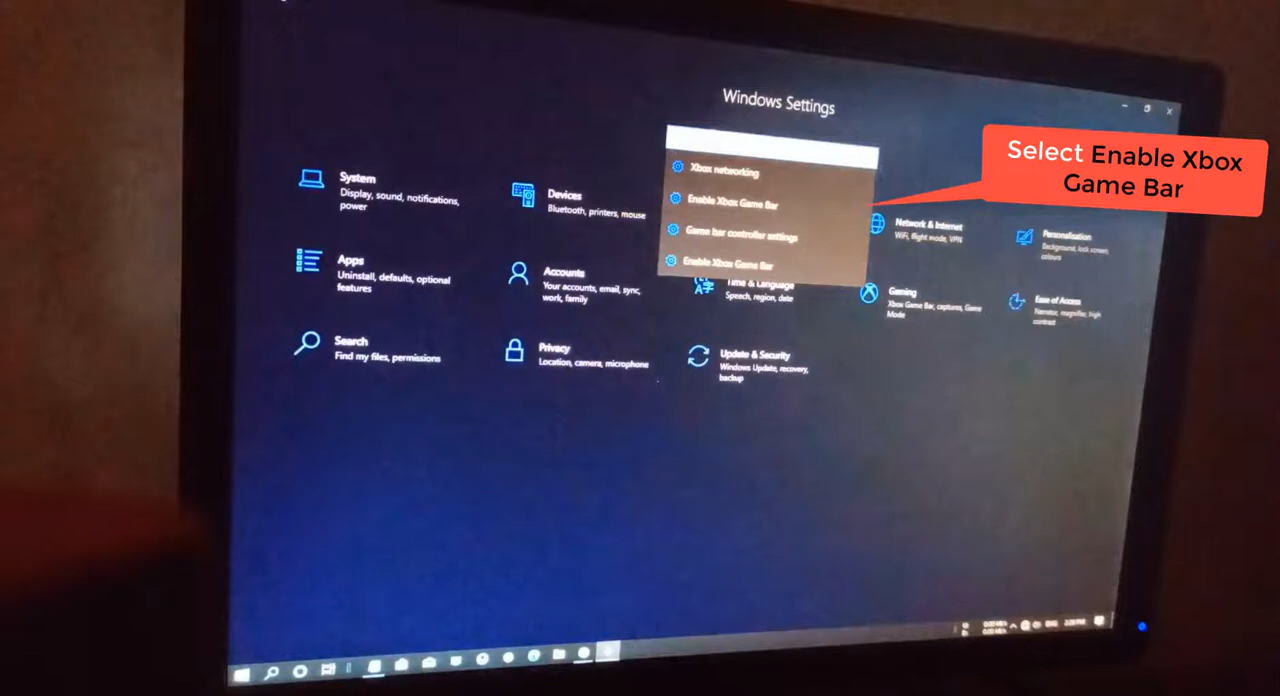 Windows Settings
Select Enable Xbox
Game Bar
Xbox networking
Enable Xbox Game Bar
Game bar controller settings
Enable Xbox Game Bar
System
Display, sound, notifications,
power
Devices
Bluetooth, printers, mouse
Network & Internet
WiFi, flight mode, VPN
Personalisation
Background, lock screen,
colours
Apps
Uninstall, defaults, optional
features
Accounts
Your accounts, email, sync,
work, family
Time & Language
Speech, region, date
Gaming
Xbox Game Bar, captures, Game
Mode
Ease of Access
Narrator, magnifier, high
contrast
Search
Find my files, permissions
Privacy
Location, camera, microphone
Update & Security
Windows Update, recovery,
backup
ENG